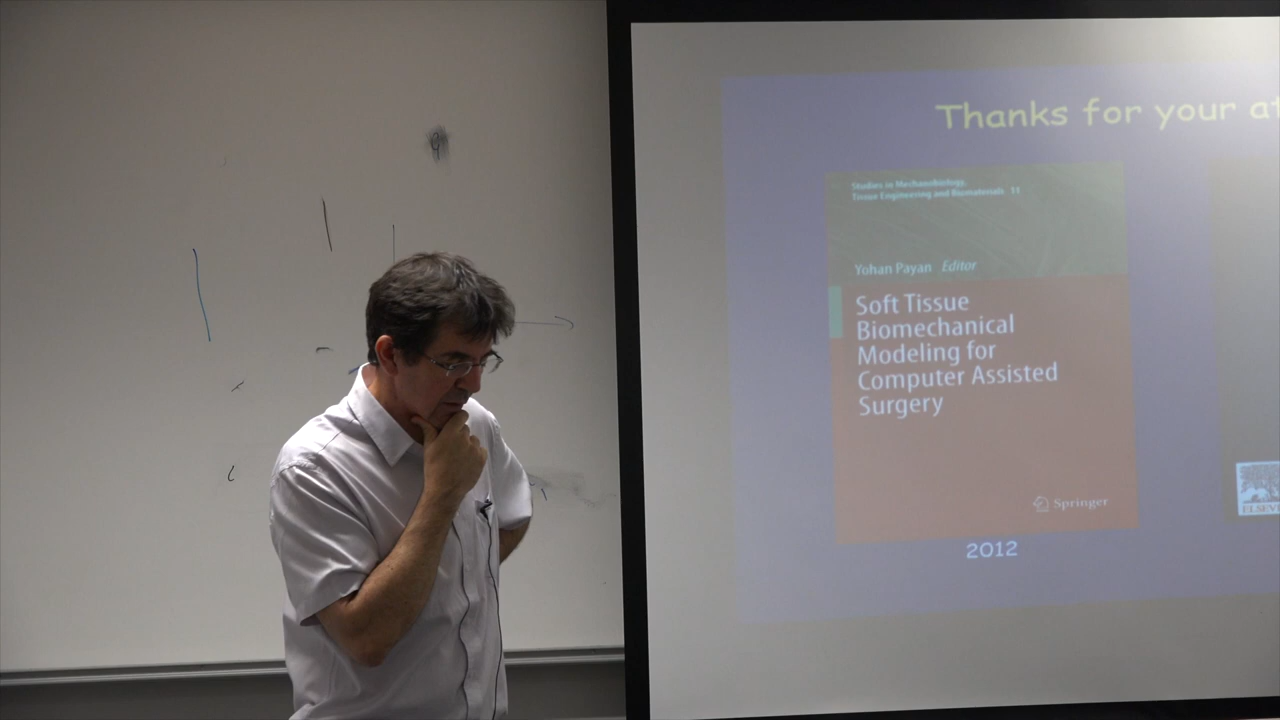 Thanks for your at
Studies in Mechanobiology,
Tissue Engineering and Biomaterials 11
Yohan Payan Editor
Soft Tissue
Biomechanical
Modeling for
Computer Assisted
Surgery
Springer
ELSEV
2012